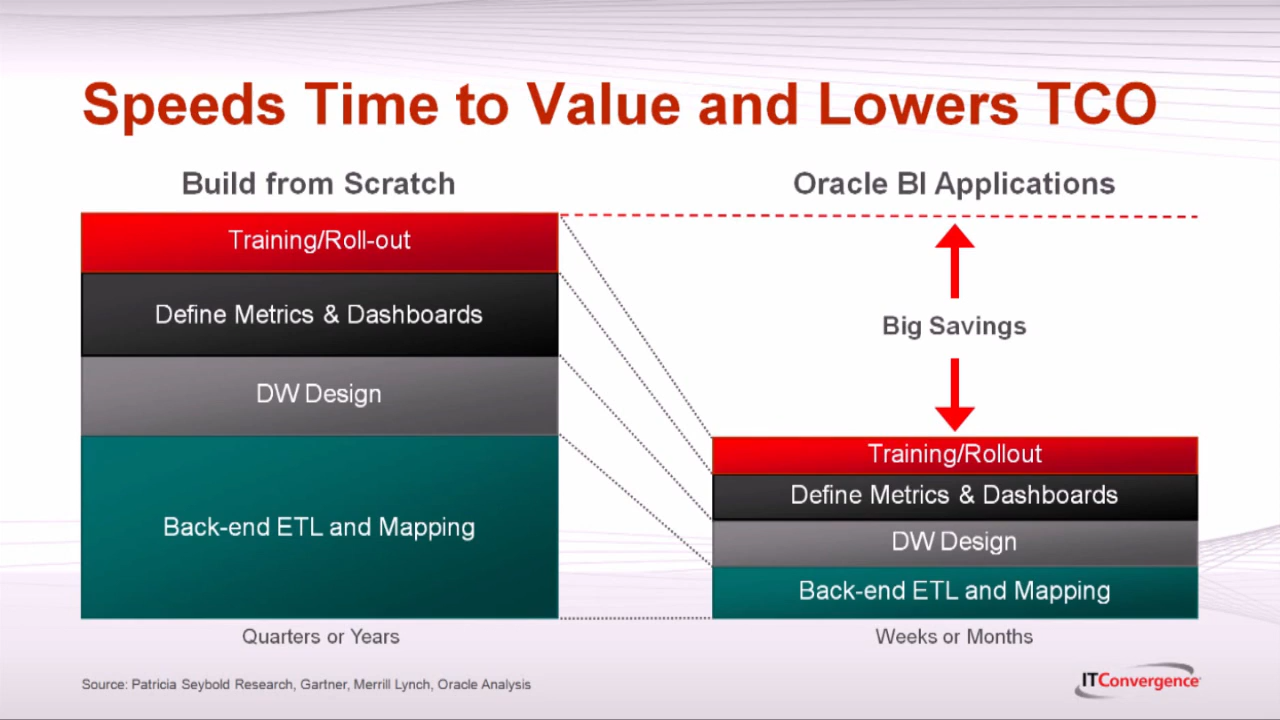 Speeds Time to Value and Lowers TCO
Build from Scratch
Training/Roll-out
Define Metrics & Dashboards
DW Design
Back-end ETL and Mapping
Quarters or Years
Oracle BI Applications
Big Savings
Training/Rollout
Define Metrics & Dashboards
DW Design
Back-end ETL and Mapping
Weeks or Months
Source: Patricia Seybold Research, Gartner, Merrill Lynch, Oracle Analysis
ITConvergence